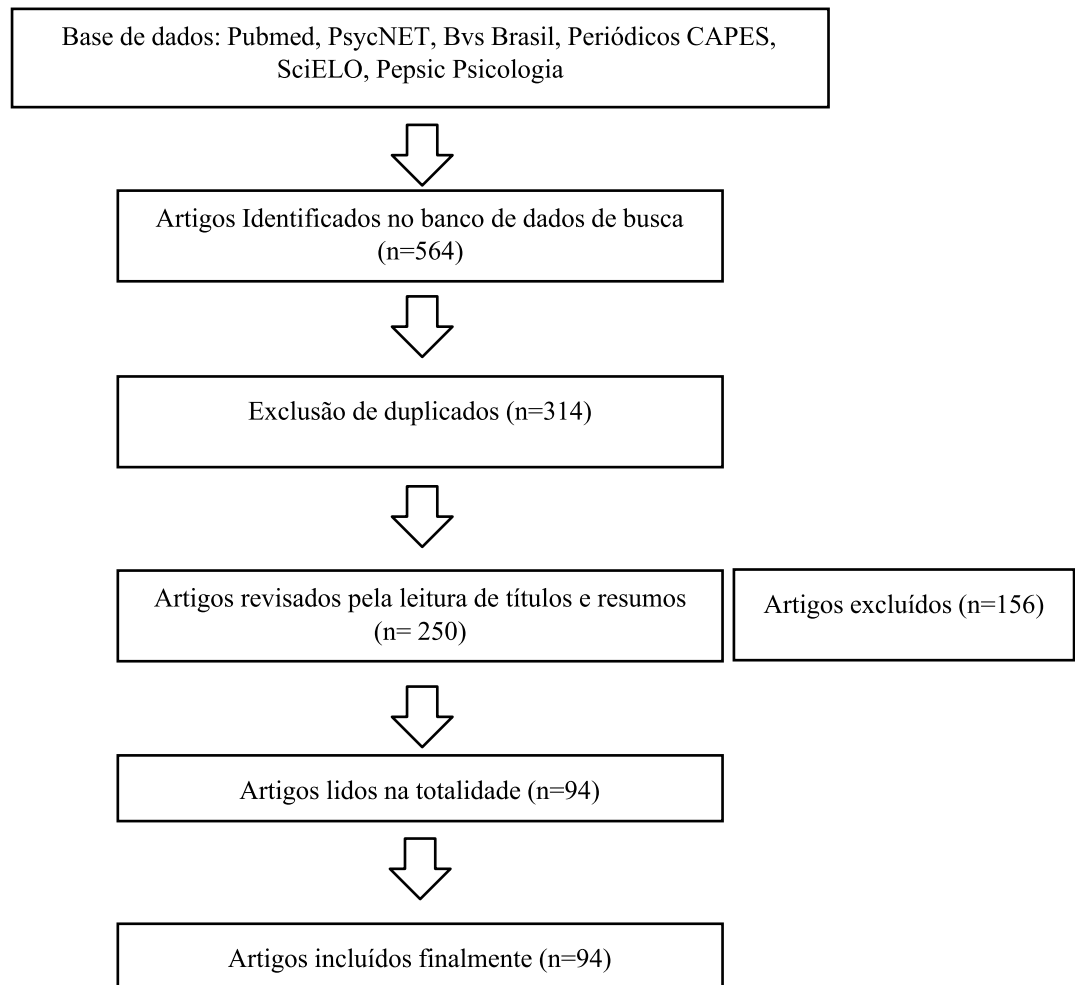 Base de dados: Pubmed, PsycNET, Bvs Brasil, Periódicos CAPES,
SciELO, Pepsic Psicologia
Artigos Identificados no banco de dados de busca
(n=564)
Exclusão de duplicados (n=314)
Artigos revisados pela leitura de títulos e resumos
(n= 250)
Artigos excluídos (n=156)
Artigos lidos na totalidade (n=94)
Artigos incluídos finalmente (n=94)